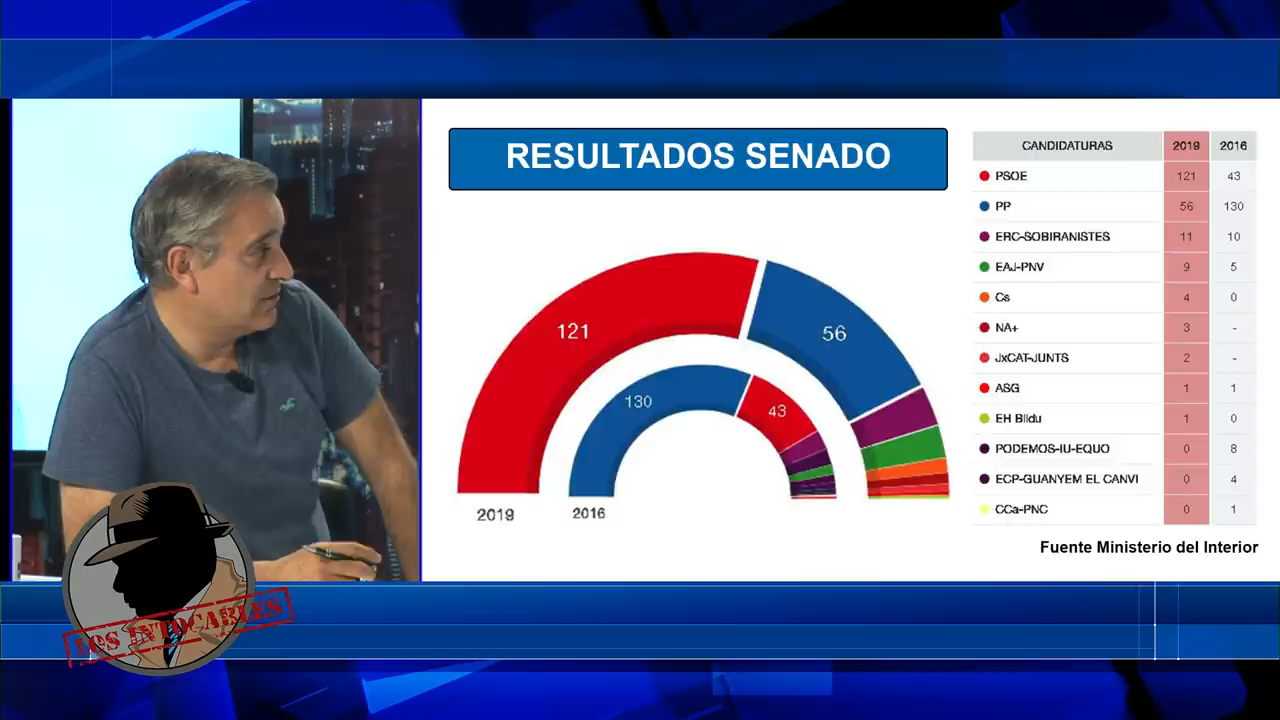 RESULTADOS SENADO
121
56
130
43
2019
2016
CANDIDATURAS 2019 2016
PSOE 121 43
PP 56 130
ERC-SOBIRANISTES 11 10
EAJ-PNV 9 5
Cs 4 0
NA+ 3 -
JxCAT-JUNTS 2 -
ASG 1 1
EH Bildu 1 0
PODEMOS-IU-EQUO 0 8
ECP-GUANYEM EL CANVI 0 4
CCa-PNC 0 1
Fuente Ministerio del Interior
LOS INTOCABLES